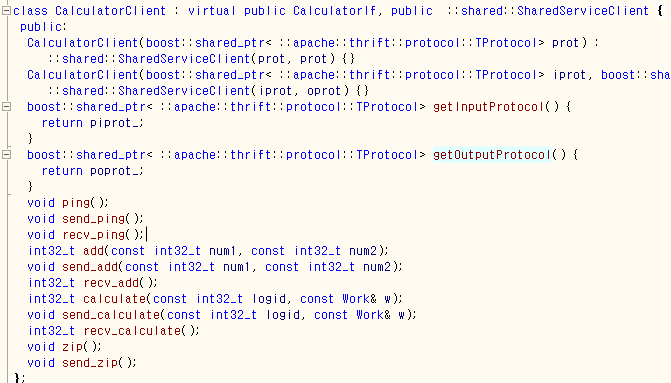 class CalculatorClient : virtual public CalculatorIf, public  ::shared::SharedServiceClient {
public:
CalculatorClient(boost::shared_ptr< ::apache::thrift::protocol::TProtocol> prot) :
::shared::SharedServiceClient(prot, prot) {}
CalculatorClient(boost::shared_ptr< ::apache::thrift::protocol::TProtocol> iprot, boost::sha
::shared::SharedServiceClient(iprot, oprot) {}
boost::shared_ptr< ::apache::thrift::protocol::TProtocol> getInputProtocol() {
return piprot_;
}
boost::shared_ptr< ::apache::thrift::protocol::TProtocol> getOutputProtocol() {
return poprot_;
}
void ping();
void send_ping();
void recv_ping();
int32_t add(const int32_t num1, const int32_t num2);
void send_add(const int32_t num1, const int32_t num2);
int32_t recv_add();
int32_t calculate(const int32_t logid, const Work& w);
void send_calculate(const int32_t logid, const Work& w);
int32_t recv_calculate();
void zip();
void send_zip();
};